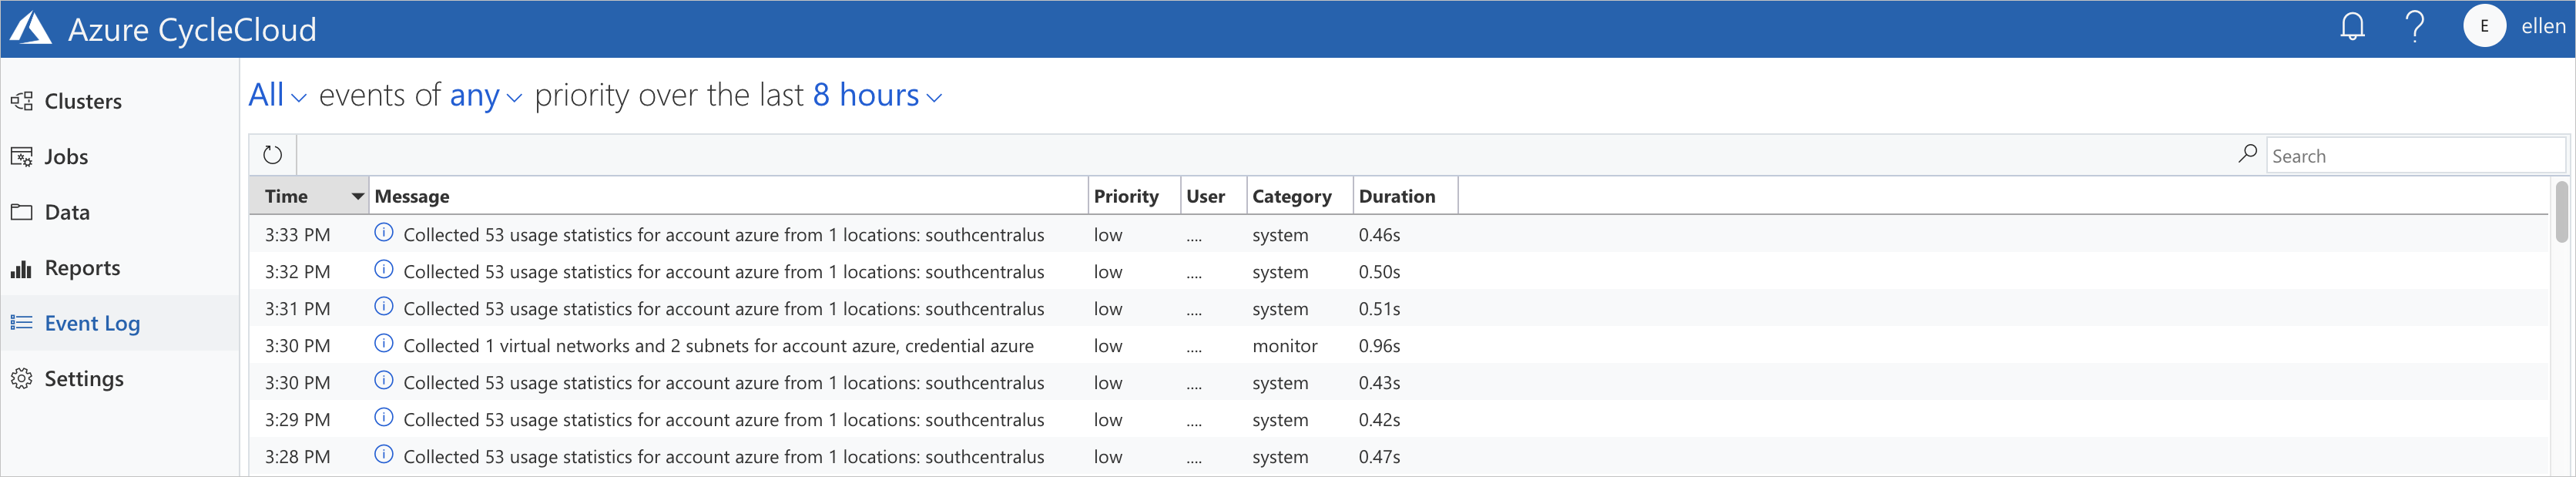 Azure CycleCloud
E ellen
Clusters
Jobs
Data
Reports
Event Log
Settings
All events of any priority over the last 8 hours
Search
Time Message Priority User Category Duration
3:33 PM Collected 53 usage statistics for account azure from 1 locations: southcentralus low .... system 0.46s
3:32 PM Collected 53 usage statistics for account azure from 1 locations: southcentralus low .... system 0.50s
3:31 PM Collected 53 usage statistics for account azure from 1 locations: southcentralus low .... system 0.51s
3:30 PM Collected 1 virtual networks and 2 subnets for account azure, credential azure low .... monitor 0.96s
3:30 PM Collected 53 usage statistics for account azure from 1 locations: southcentralus low .... system 0.43s
3:29 PM Collected 53 usage statistics for account azure from 1 locations: southcentralus low .... system 0.42s
3:28 PM Collected 53 usage statistics for account azure from 1 locations: southcentralus low .... system 0.47s